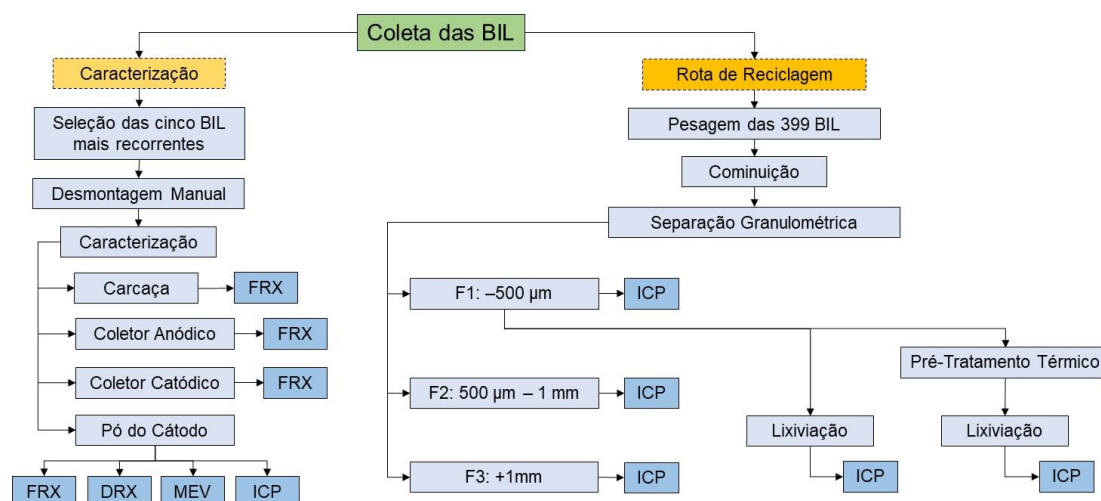 Coleta das BIL
Caracterização
Seleção das cinco BIL
mais recorrentes
Desmontagem Manual
Caracterização
Carcaça
FRX
Coletor Anódico
FRX
Coletor Catódico
FRX
Pó do Cátodo
FRX
DRX
MEV
ICP
Rota de Reciclagem
Pesagem das 399 BIL
Cominuição
Separação Granulométrica
F1: –500 µm
ICP
F2: 500 µm – 1 mm
ICP
F3: +1mm
ICP
Lixiviação
ICP
Pré-Tratamento Térmico
Lixiviação
ICP